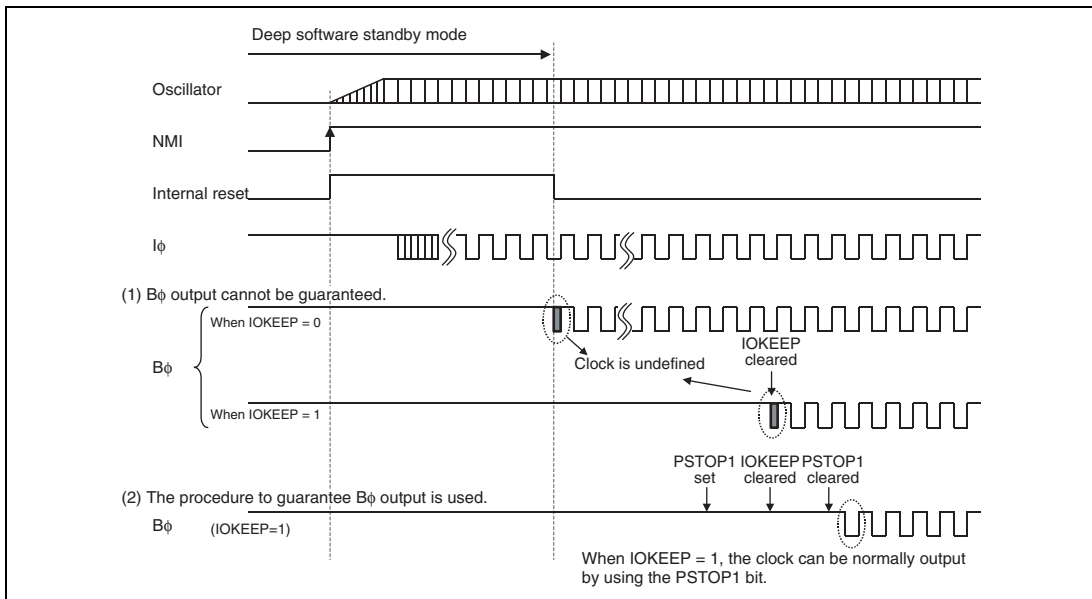 Deep software standby mode
Oscillator
NMI
Internal reset
Iϕ
(1) Bϕ output cannot be guaranteed.
When IOKEEP = 0
IOKEEP
cleared
Clock is undefined
Bϕ
When IOKEEP = 1
PSTOP1 IOKEEP PSTOP1
set cleared cleared
(2) The procedure to guarantee Bϕ output is used.
Bϕ (IOKEEP=1)
When IOKEEP = 1, the clock can be normally output
by using the PSTOP1 bit.